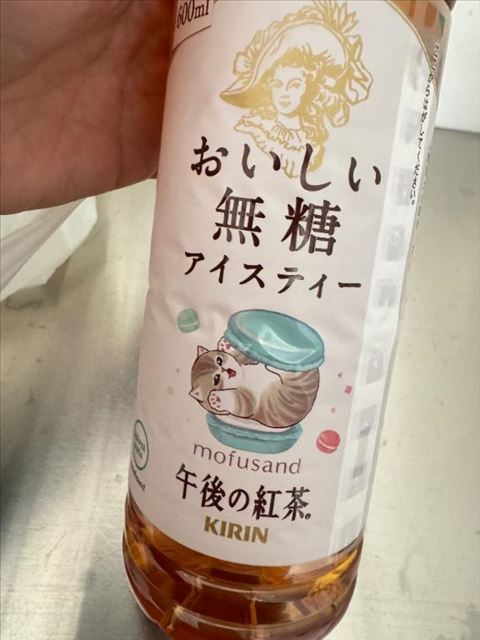 600ml
おいしい
無糖
アイスティー
mofusand
午後の紅茶®
KIRIN